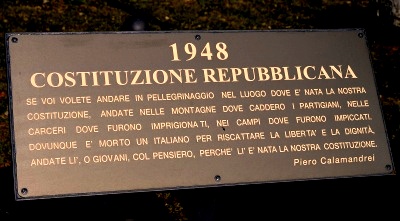 1948
COSTITUZIONE REPUBBLICANA
SE VOI VOLETE ANDARE IN PELLEGRINAGGIO NEL LUOGO DOVE E' NATA LA NOSTRA
COSTITUZIONE, ANDATE NELLE MONTAGNE DOVE CADDERO I PARTIGIANI, NELLE
CARCERI DOVE FURONO IMPRIGIONATI, NEI CAMPI DOVE FURONO IMPICCATI,
DOVUNQUE E' MORTO UN ITALIANO PER RISCATTARE LA LIBERTA' E LA DIGNITÀ,
ANDATE LI', O GIOVANI, COL PENSIERO, PERCHE' LI' E' NATA LA NOSTRA COSTITUZIONE.
Piero Calamandrei